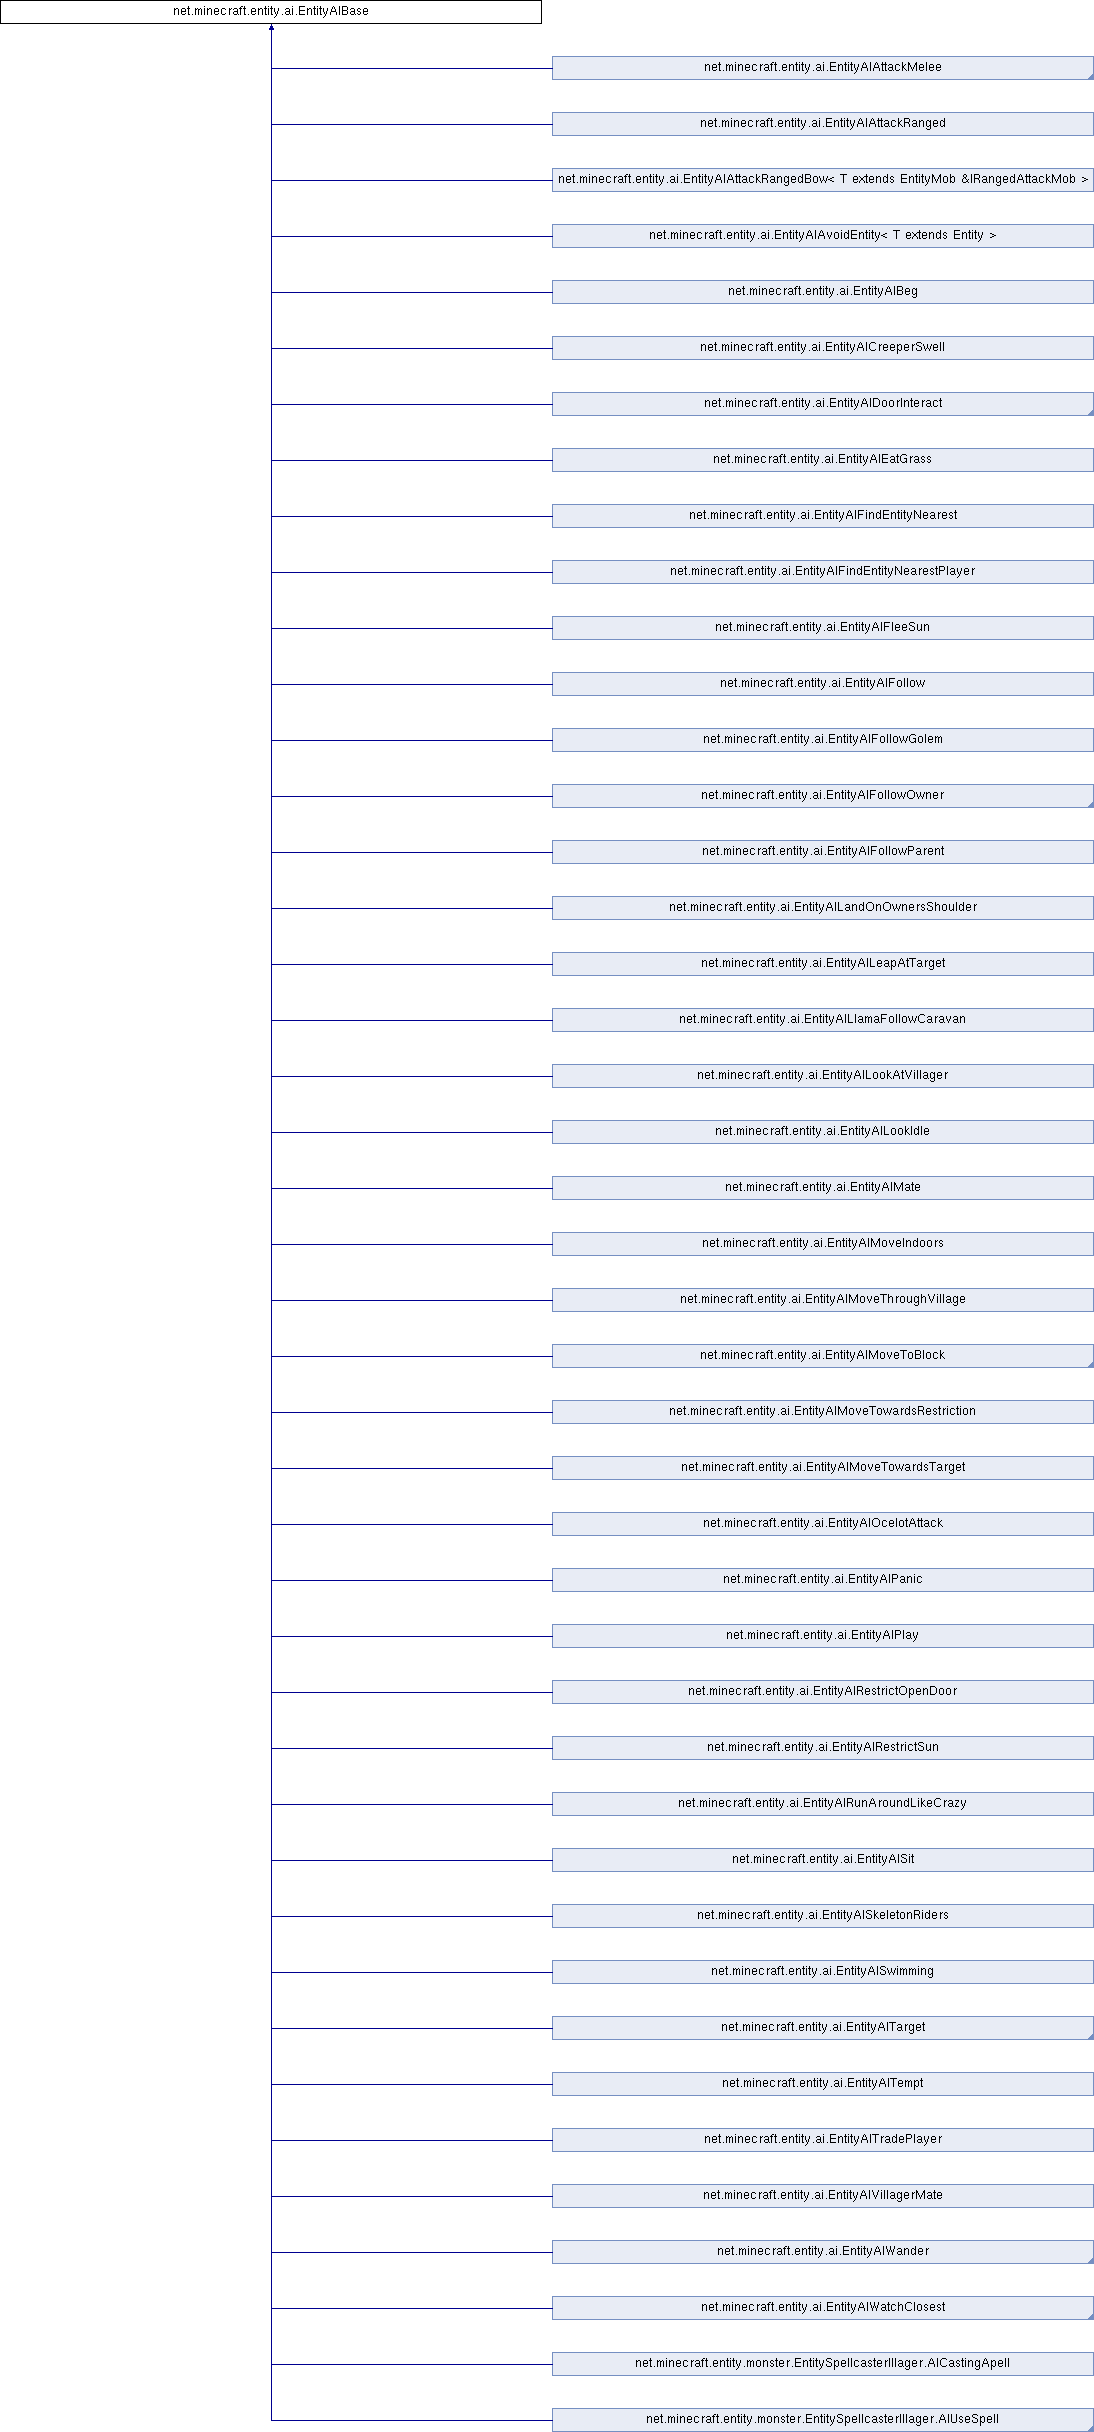 net.minecraft.entity.ai.EntityAIBase
net.minecraft.entity.ai.EntityAIAttackMelee
net.minecraft.entity.ai.EntityAIAttackRanged
net.minecraft.entity.ai.EntityAIAttackRangedBow< T extends EntityMob &IRangedAttackMob >
net.minecraft.entity.ai.EntityAIAvoidEntity< T extends Entity >
net.minecraft.entity.ai.EntityAIBeg
net.minecraft.entity.ai.EntityAICreeperSwell
net.minecraft.entity.ai.EntityAIDoorInteract
net.minecraft.entity.ai.EntityAIEatGrass
net.minecraft.entity.ai.EntityAIFindEntityNearest
net.minecraft.entity.ai.EntityAIFindEntityNearestPlayer
net.minecraft.entity.ai.EntityAIFleeSun
net.minecraft.entity.ai.EntityAIFollow
net.minecraft.entity.ai.EntityAIFollowGolem
net.minecraft.entity.ai.EntityAIFollowOwner
net.minecraft.entity.ai.EntityAIFollowParent
net.minecraft.entity.ai.EntityAILandOnOwnersShoulder
net.minecraft.entity.ai.EntityAILeapAtTarget
net.minecraft.entity.ai.EntityAILlamaFollowCaravan
net.minecraft.entity.ai.EntityAILookAtVillager
net.minecraft.entity.ai.EntityAILookIdle
net.minecraft.entity.ai.EntityAIMate
net.minecraft.entity.ai.EntityAIMoveIndoors
net.minecraft.entity.ai.EntityAIMoveThroughVillage
net.minecraft.entity.ai.EntityAIMoveToBlock
net.minecraft.entity.ai.EntityAIMoveTowardsRestriction
net.minecraft.entity.ai.EntityAIMoveTowardsTarget
net.minecraft.entity.ai.EntityAIOcelotAttack
net.minecraft.entity.ai.EntityAIPanic
net.minecraft.entity.ai.EntityAIPlay
net.minecraft.entity.ai.EntityAIRestrictOpenDoor
net.minecraft.entity.ai.EntityAIRestrictSun
net.minecraft.entity.ai.EntityAIRunAroundLikeCrazy
net.minecraft.entity.ai.EntityAISit
net.minecraft.entity.ai.EntityAISkeletonRiders
net.minecraft.entity.ai.EntityAISwimming
net.minecraft.entity.ai.EntityAITarget
net.minecraft.entity.ai.EntityAITempt
net.minecraft.entity.ai.EntityAITradePlayer
net.minecraft.entity.ai.EntityAIVillagerMate
net.minecraft.entity.ai.EntityAIWander
net.minecraft.entity.ai.EntityAIWatchClosest
net.minecraft.entity.monster.EntitySpellcasterIllager.AICastingApell
net.minecraft.entity.monster.EntitySpellcasterIllager.AIUseSpell